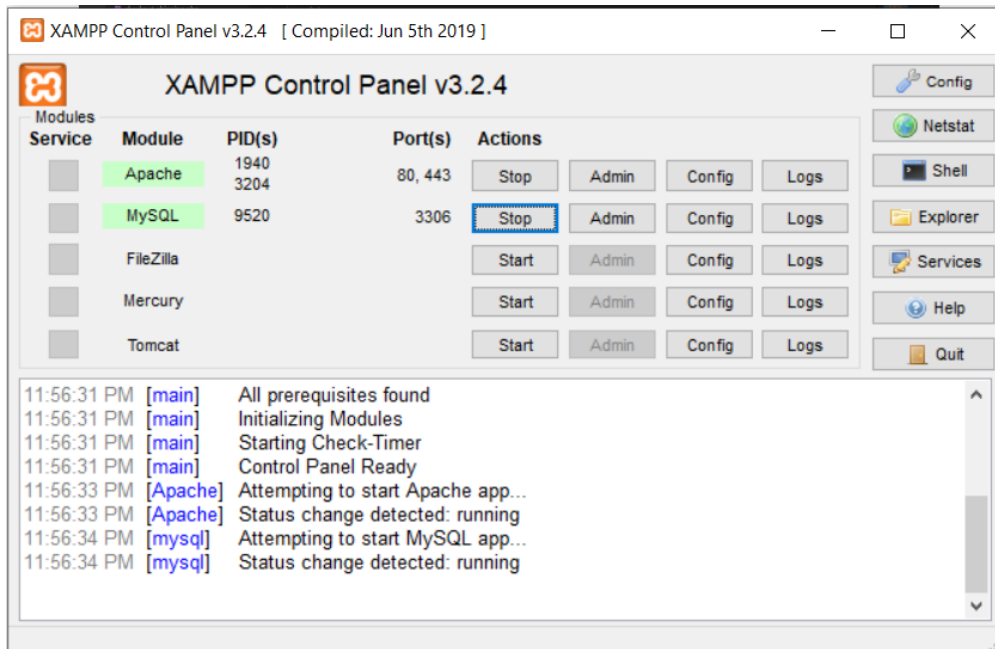 XAMPP Control Panel v3.2.4 [ Compiled: Jun 5th 2019 ]
XAMPP Control Panel v3.2.4
Config
Modules
Service Module PID(s) Port(s) Actions
Netstat
Apache 1940 3204 80, 443 Stop Admin Config Logs
Shell
MySQL 9520 3306 Stop Admin Config Logs
Explorer
FileZilla Start Admin Config Logs
Services
Mercury Start Admin Config Logs
Help
Tomcat Start Admin Config Logs
Quit
11:56:31 PM [main] All prerequisites found
11:56:31 PM [main] Initializing Modules
11:56:31 PM [main] Starting Check-Timer
11:56:31 PM [main] Control Panel Ready
11:56:33 PM [Apache] Attempting to start Apache app...
11:56:33 PM [Apache] Status change detected: running
11:56:34 PM [mysql] Attempting to start MySQL app...
11:56:34 PM [mysql] Status change detected: running